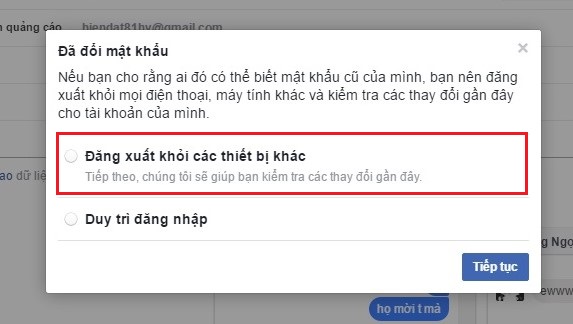 n quảng cáo hiendat81hy@gmail.com
Đã đổi mật khẩu
×
Nếu bạn cho rằng ai đó có thể biết mật khẩu cũ của mình, bạn nên đăng
xuất khỏi mọi điện thoại, máy tính khác và kiểm tra các thay đổi gần đây
cho tài khoản của mình.
Đăng xuất khỏi các thiết bị khác
Tiếp theo, chúng tôi sẽ giúp bạn kiểm tra các thay đổi gần đây.
ao dữ liệ
Duy trì đăng nhập
g Ngọ
Tiếp tục
ewww
họ mời t mà